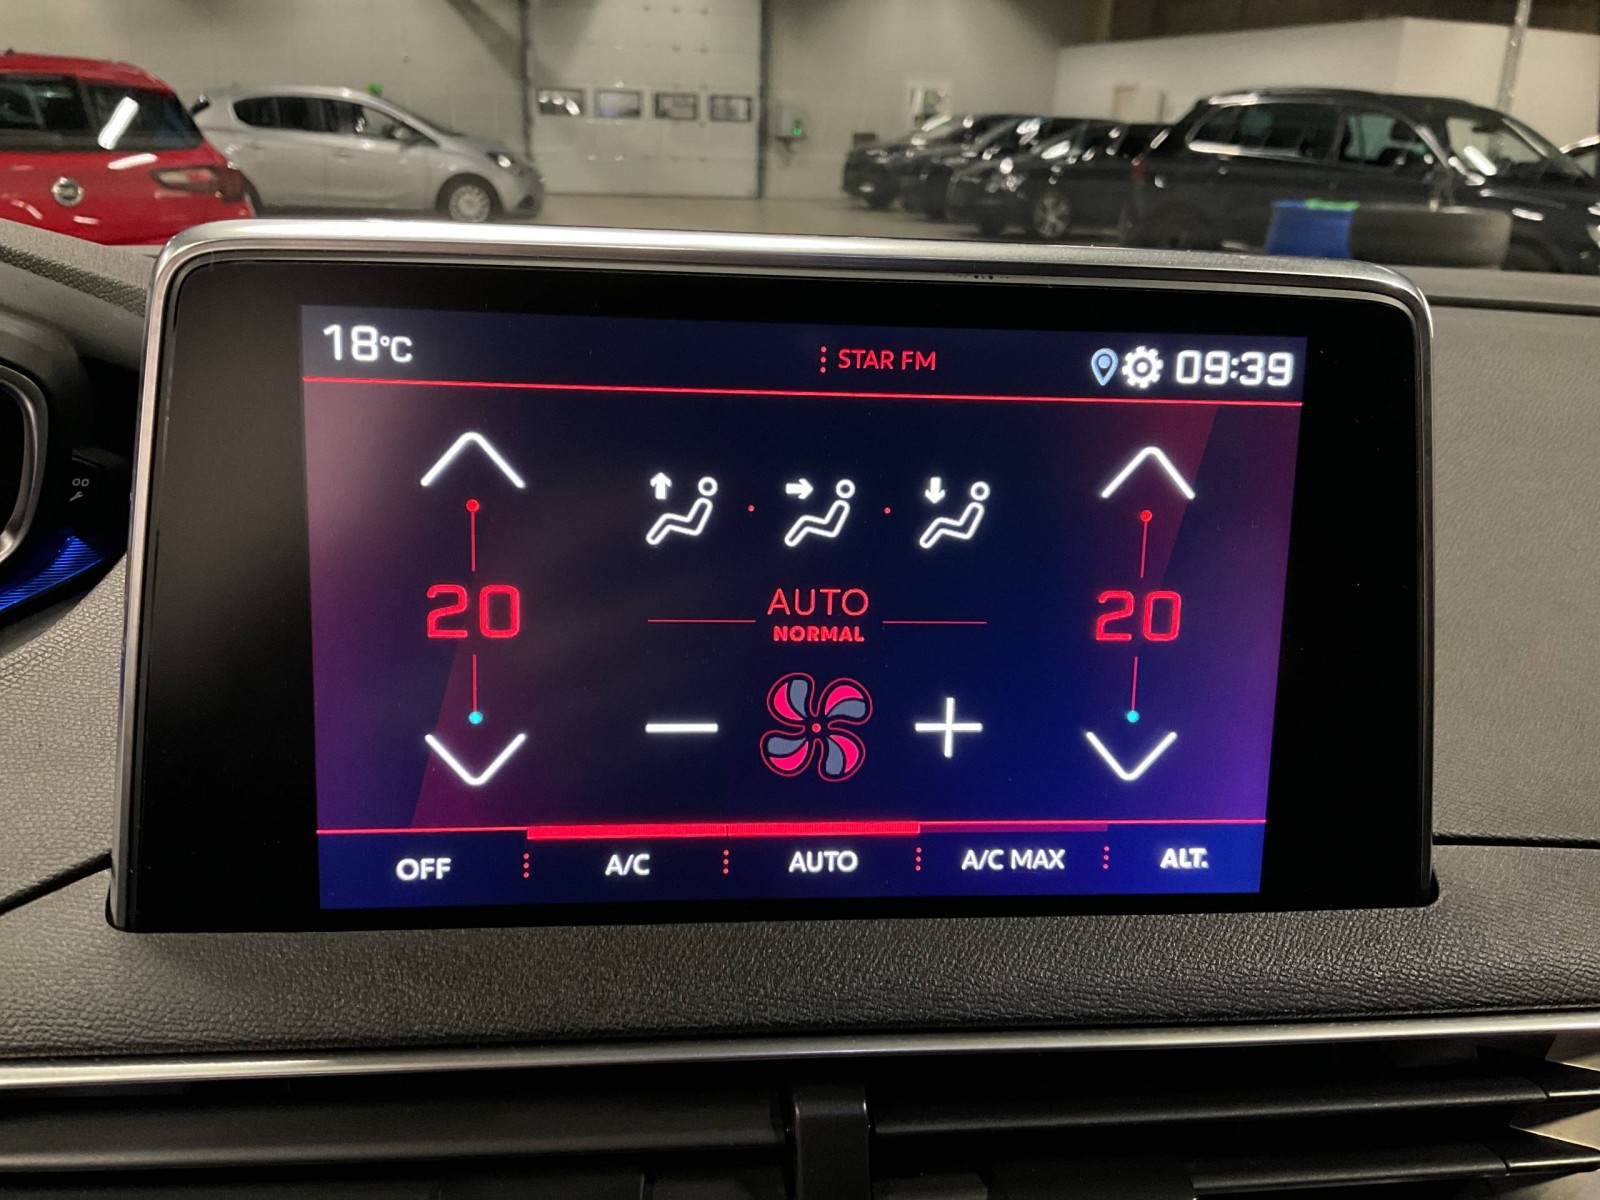 18°C
STAR FM
09:39
20
AUTO
NORMAL
20
OFF
A/C
AUTO
A/C MAX
ALT.